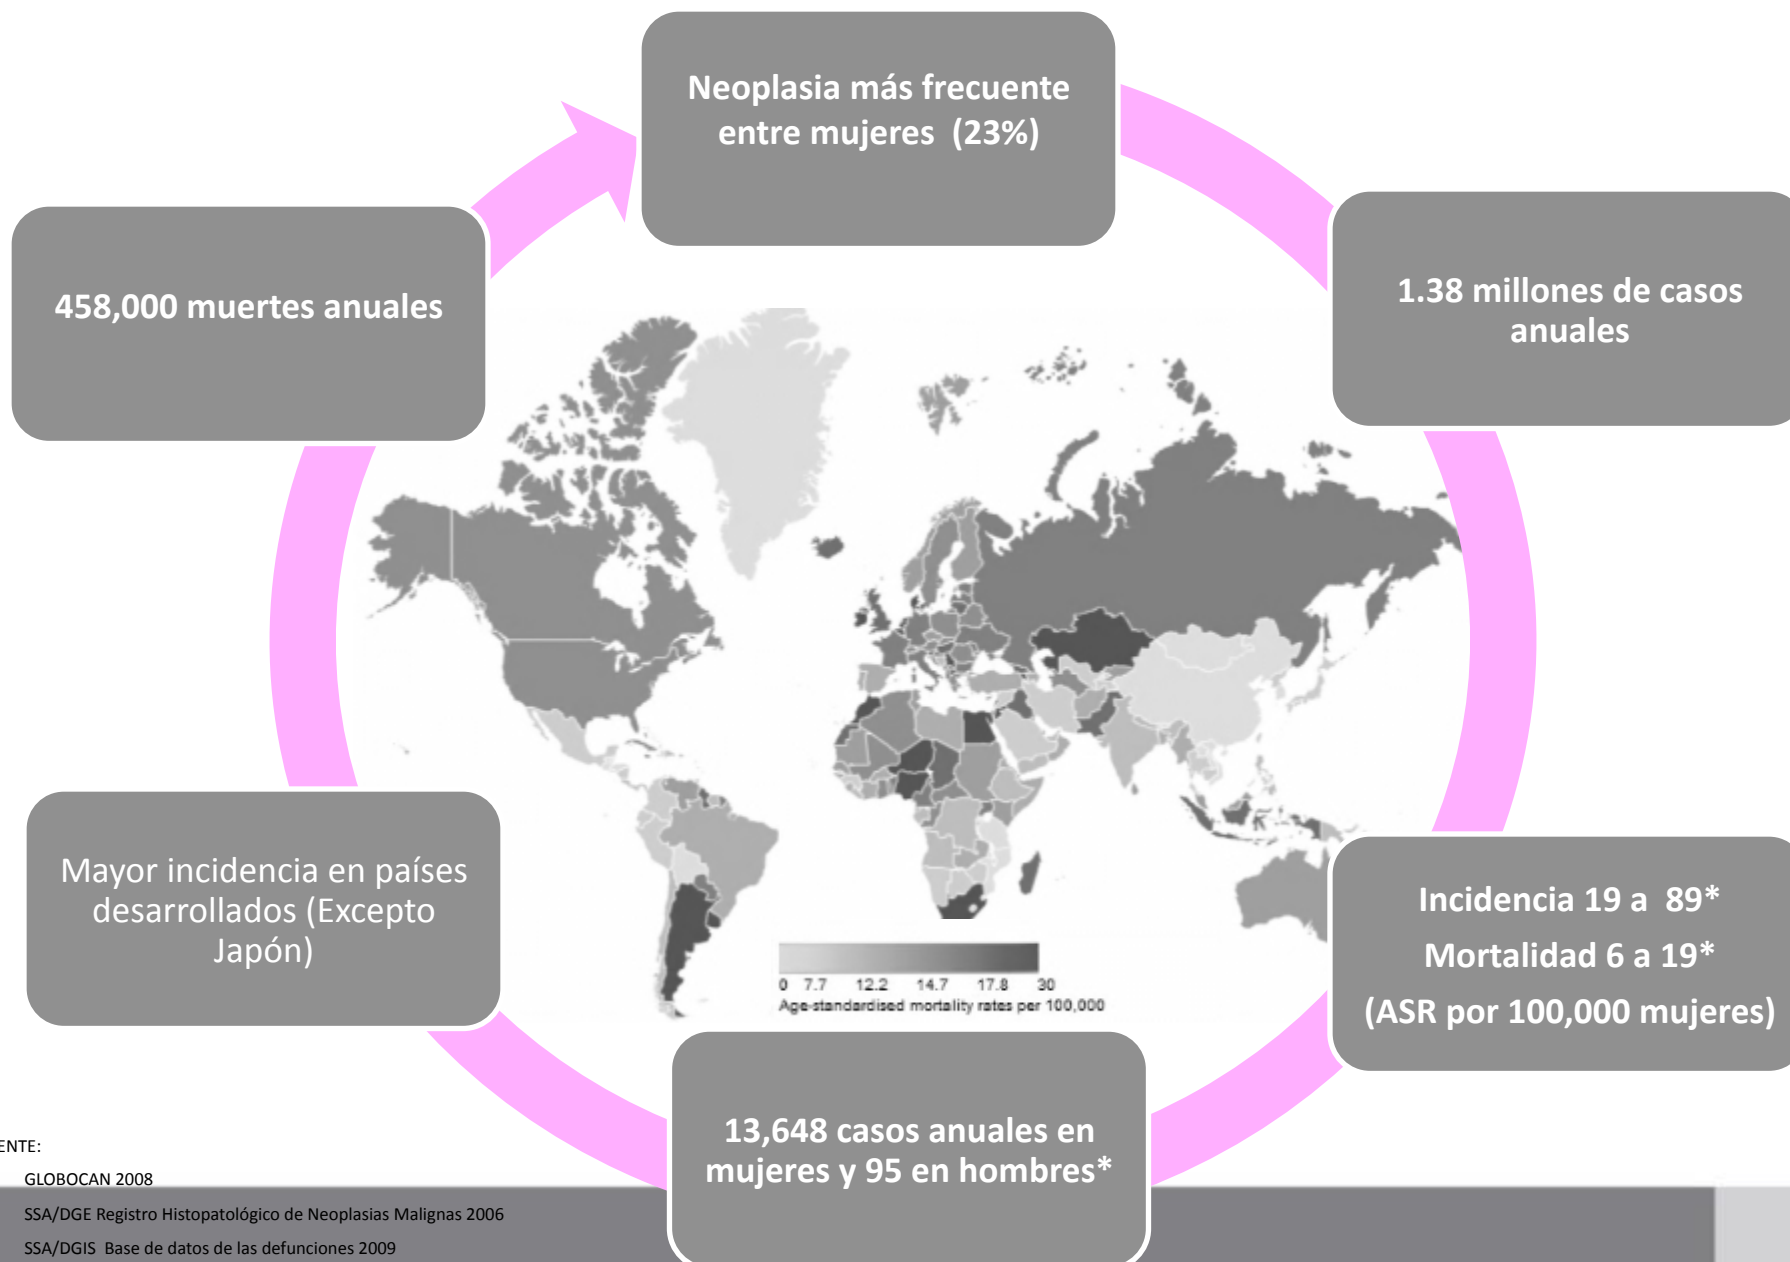 Neoplasia más frecuente
entre mujeres (23%)
1.38 millones de casos
anuales
Incidencia 19 a 89*
Mortalidad 6 a 19*
(ASR por 100,000 mujeres)
13,648 casos anuales en
mujeres y 95 en hombres*
Mayor incidencia en países
desarrollados (Excepto
Japón)
458,000 muertes anuales
0 7.7 12.2 14.7 17.8 30
Age-standardised mortality rates per 100,000
ENTE:
GLOBOCAN 2008
SSA/DGE Registro Histopatológico de Neoplasias Malignas 2006
SSA/DGIS Base de datos de las defunciones 2009